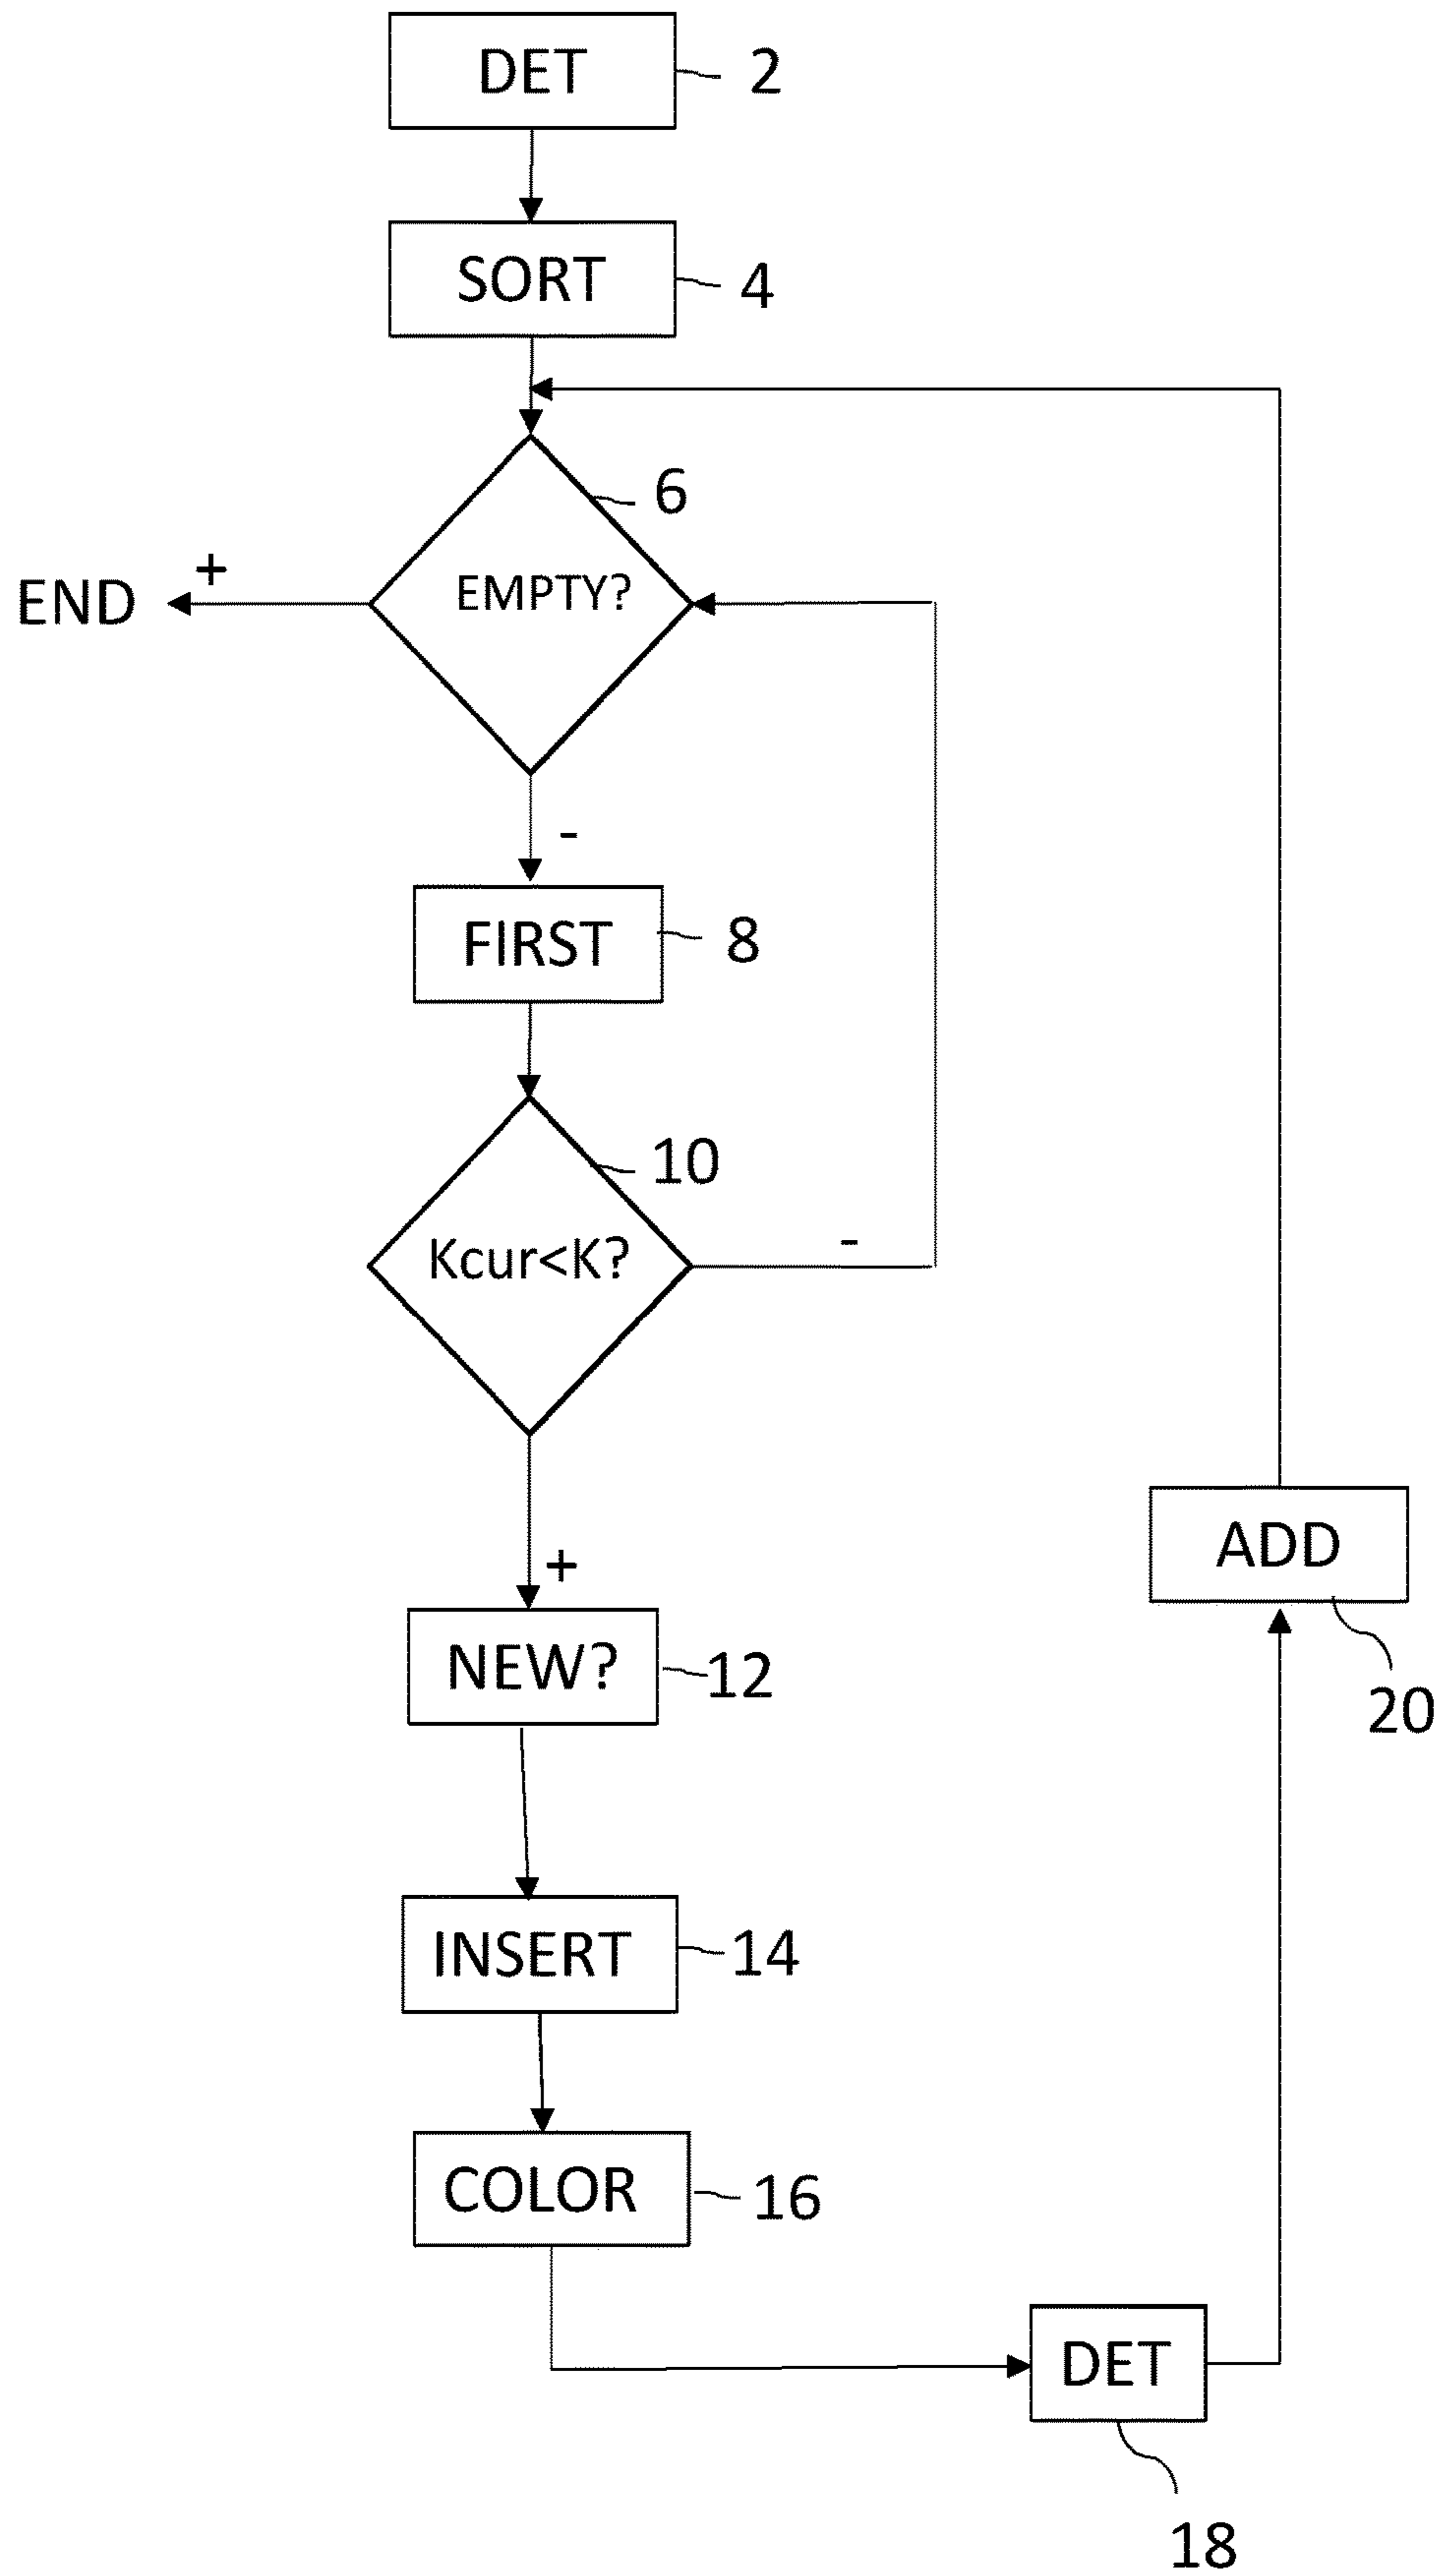 DET 2
SORT 4
6
EMPTY?
+
END
-
FIRST 8
10
Kcur<K?
-
+
NEW? 12
ADD
20
INSERT 14
COLOR 16
DET
18